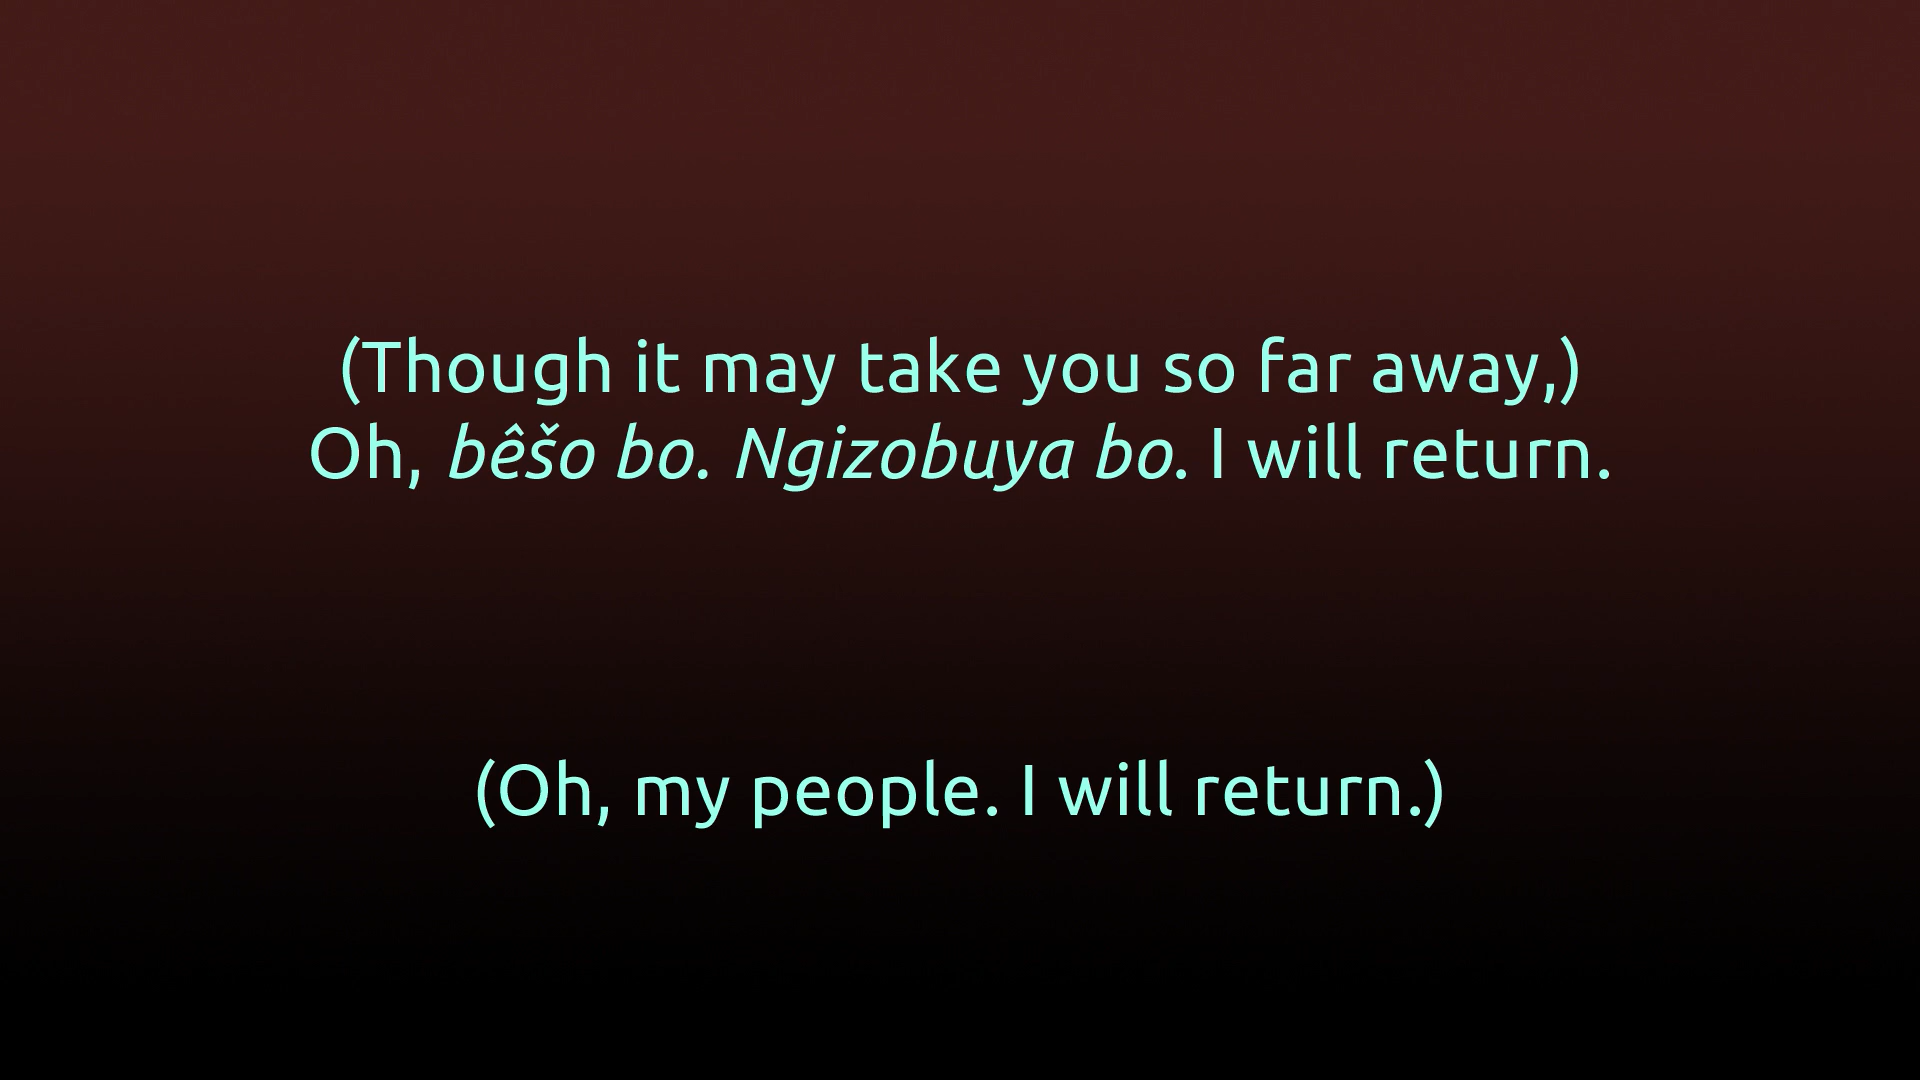 (Though it may take you so far away,)
Oh, bêšo bo. Ngizobuya bo. I will return.
(Oh, my people. I will return.)